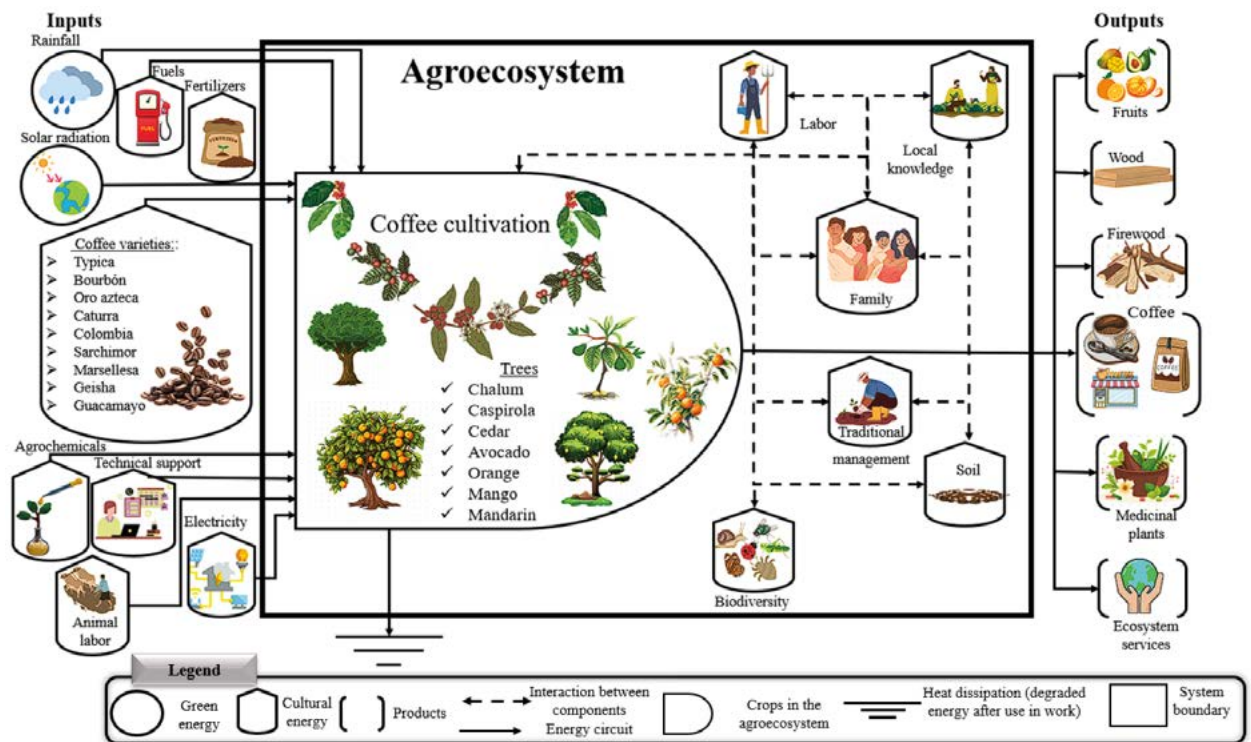 Inputs
Rainfall
Fuels
Fertilizers
FUEL
FERTILIZER
Solar radiation
Coffee varieties::
Typica
Bourbón
Oro azteca
Caturra
Colombia
Sarchimor
Marsellesa
Geisha
Guacamayo
Agrochemicals
Technical support
Electricity
Animal
labor
Agroecosystem
Coffee cultivation
Trees
Chalum
Caspirola
Cedar
Avocado
Orange
Mango
Mandarin
Labor
Local
knowledge
Family
Traditional
management
Soil
Biodiversity
Outputs
Fruits
Wood
Firewood
Coffee
COFFEE
Medicinal
plants
Ecosystem
services
Legend
Green
energy
Cultural
energy
Products
Interaction between
components
Energy circuit
Crops in the
agroecosystem
Heat dissipation (degraded
energy after use in work)
System
boundary